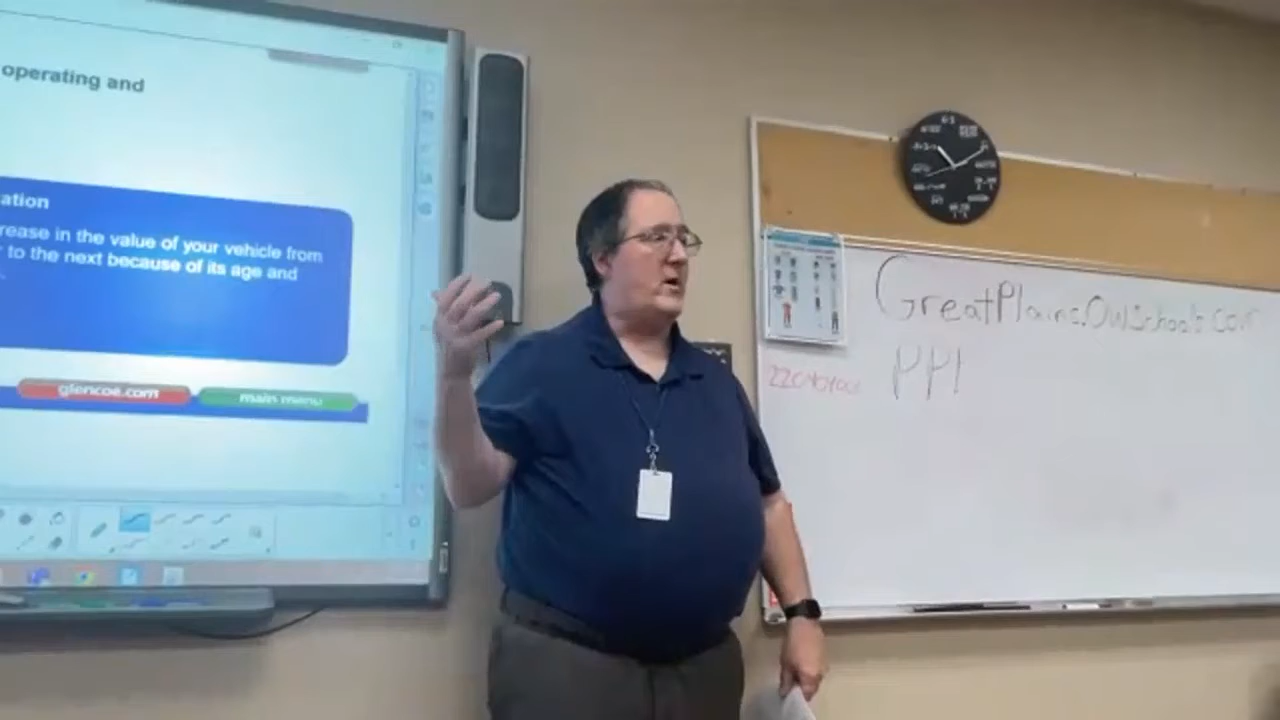 operating and
ation
rease in the value of your vehicle from
to the next because of its age and
glencoe.com
main menu
GreatPlains.OwSchools.com
PPI